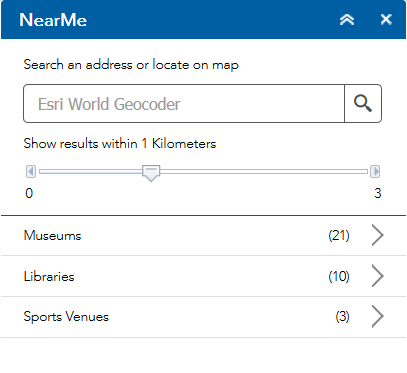 NearMe
Search an address or locate on map
Esri World Geocoder
Show results within 1 Kilometers
0 3
Museums (21)
Libraries (10)
Sports Venues (3)